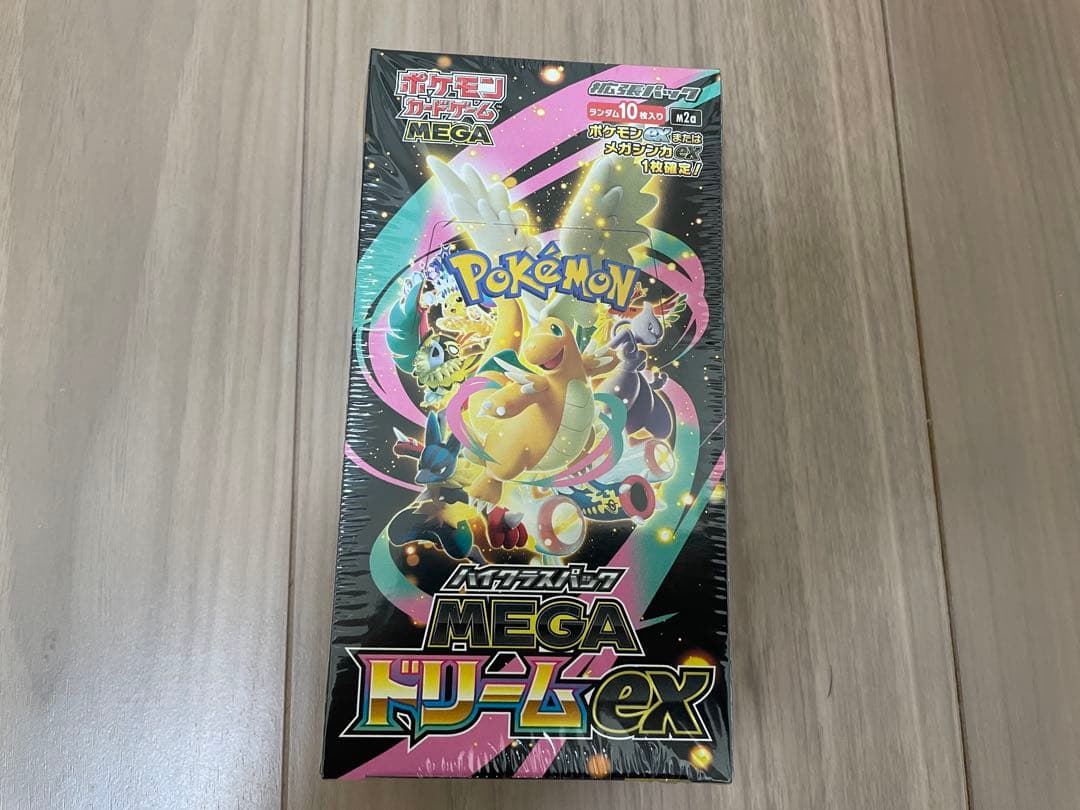 ポケモン
カードゲーム
MEGA
拡張パック
ランダム10枚入り
M2a
ポケモンexまたは
メガシンカex
1枚確定!
POKéMON
ハイクラスパック
MEGA
ドリームex